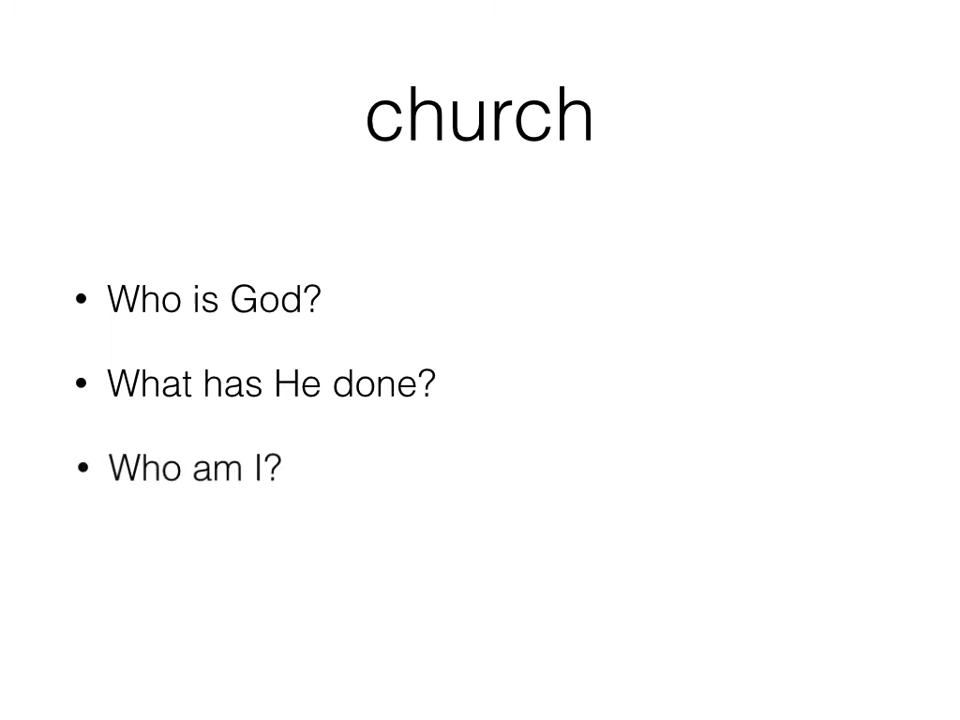 church
• Who is God?
• What has He done?
• Who am I?